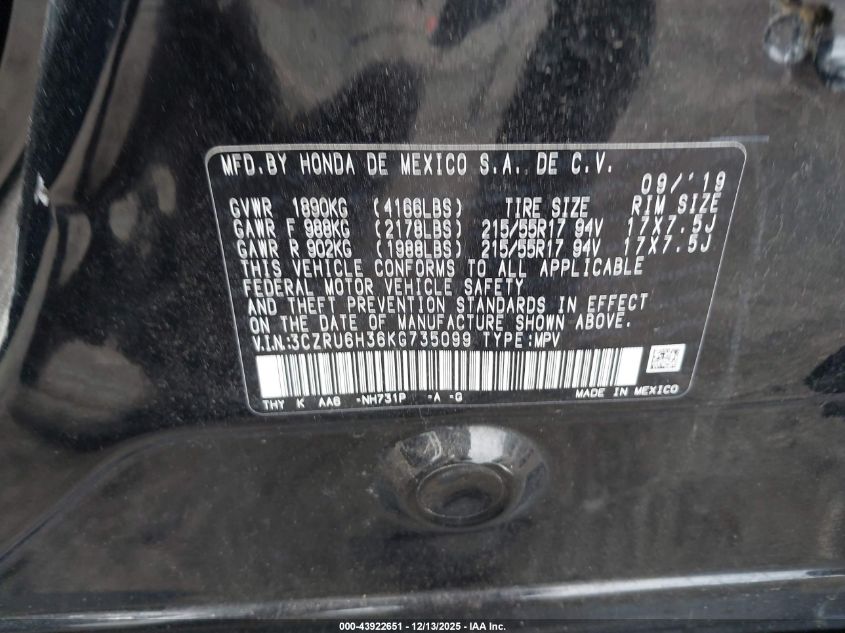 MFD.BY HONDA DE MEXICO S.A. DE C.V.
09/'19
GVWR 1890KG (4166LBS) TIRE SIZE RIM SIZE
GAWR F 988KG (2178LBS) 215/55R17 94V 17X7.5J
GAWR R 902KG (1988LBS) 215/55R17 94V 17X7.5J
THIS VEHICLE CONFORMS TO ALL APPLICABLE
FEDERAL MOTOR VEHICLE SAFETY
AND THEFT PREVENTION STANDARDS IN EFFECT
ON THE DATE OF MANUFACTURE SHOWN ABOVE.
V.I.N:3CZRU6H36KG735099 TYPE:MPV
THY K AA6 -NH731P -A -G MADE IN MEXICO
000-43922651 - 12/13/2025 - IAA Inc.